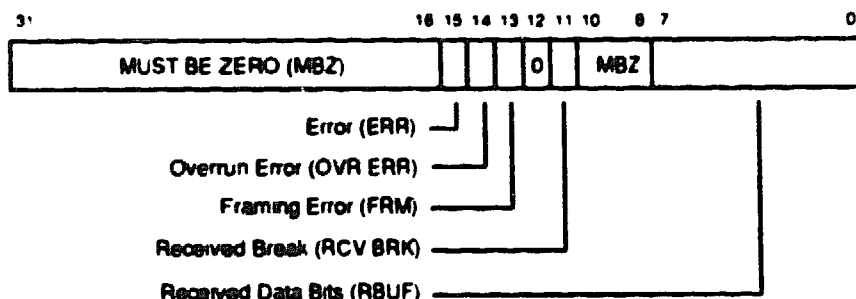 31 16 15 14 13 12 11 10 8 7 0
MUST BE ZERO (MBZ) 0 MBZ
Error (ERR)
Overrun Error (OVR ERR)
Framing Error (FRM)
Received Break (RCV BRK)
Received Data Bits (RBUF)